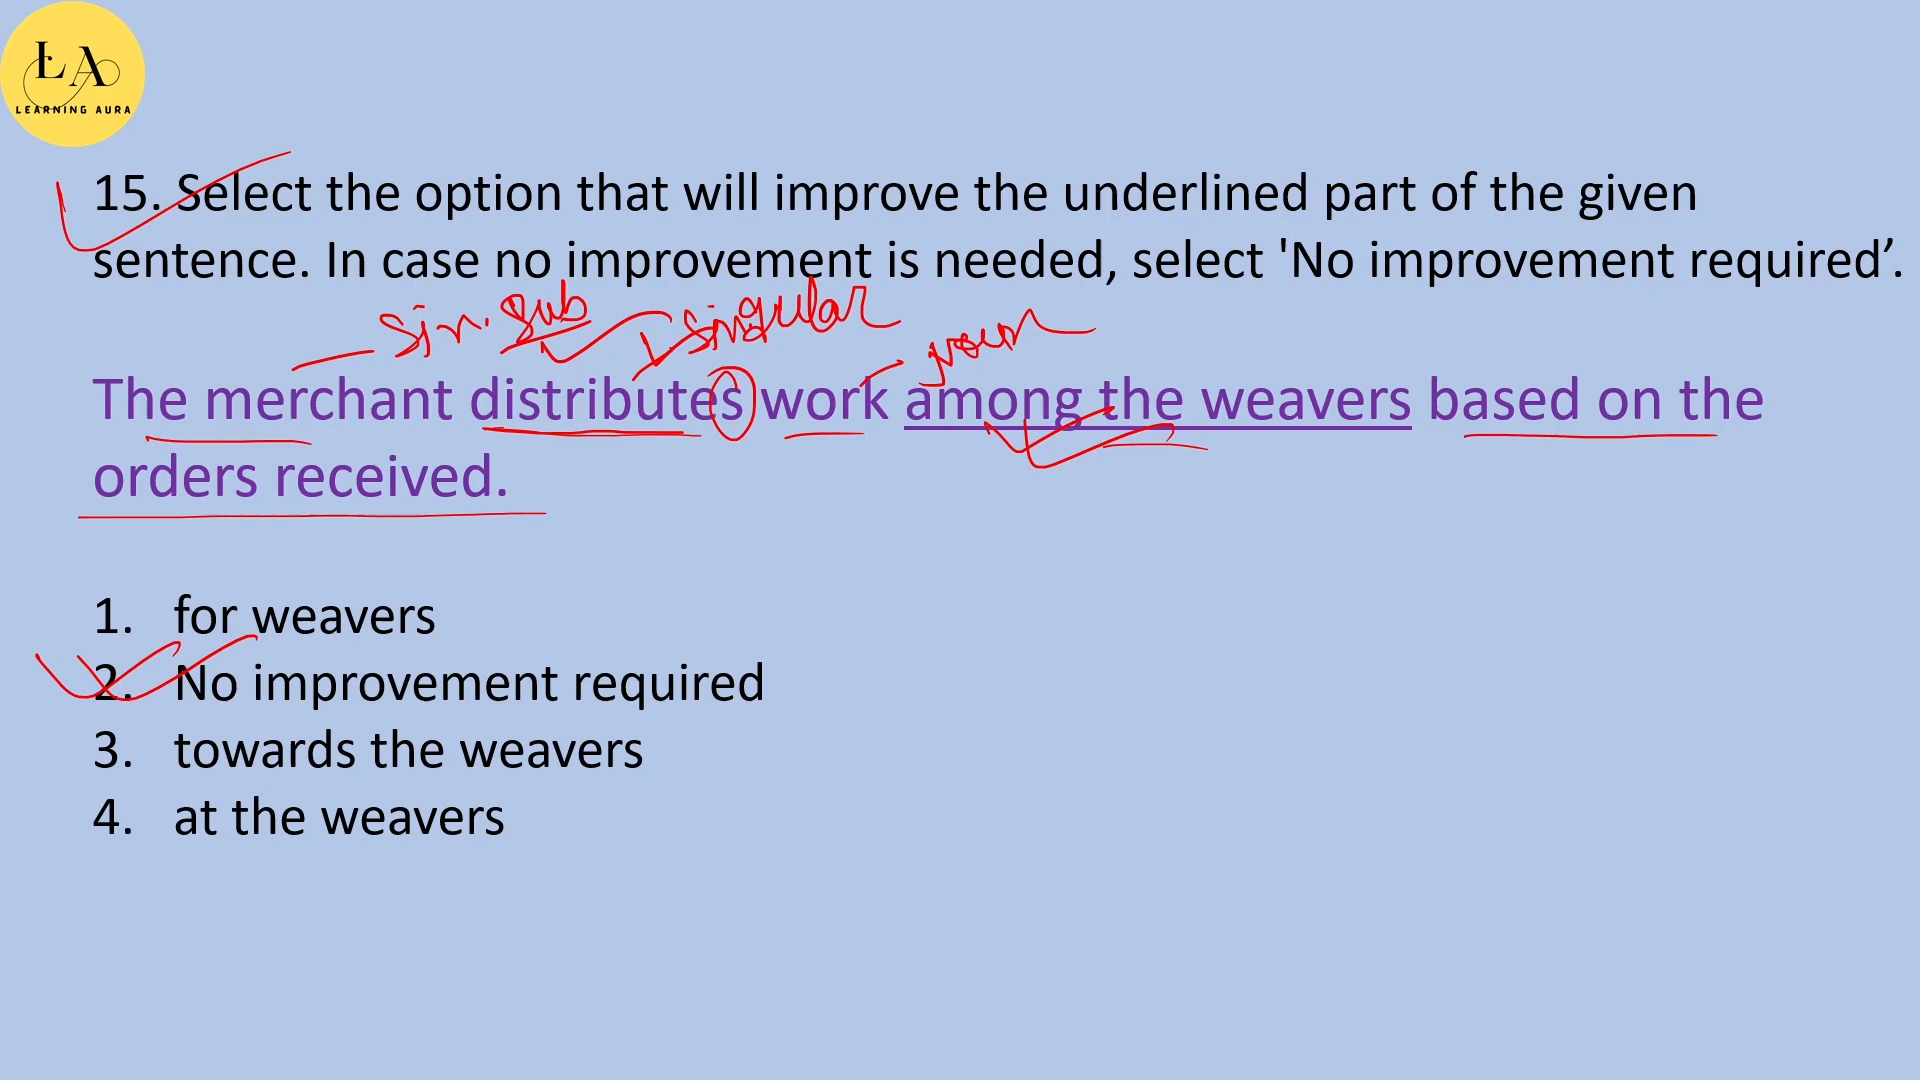 LA
LEARNING AURA
15. Select the option that will improve the underlined part of the given
sentence. In case no improvement is needed, select 'No improvement required’.
Sin. Sub singular noun
The merchant distributes work among the weavers based on the
orders received.
1. for weavers
2. No improvement required
3. towards the weavers
4. at the weavers